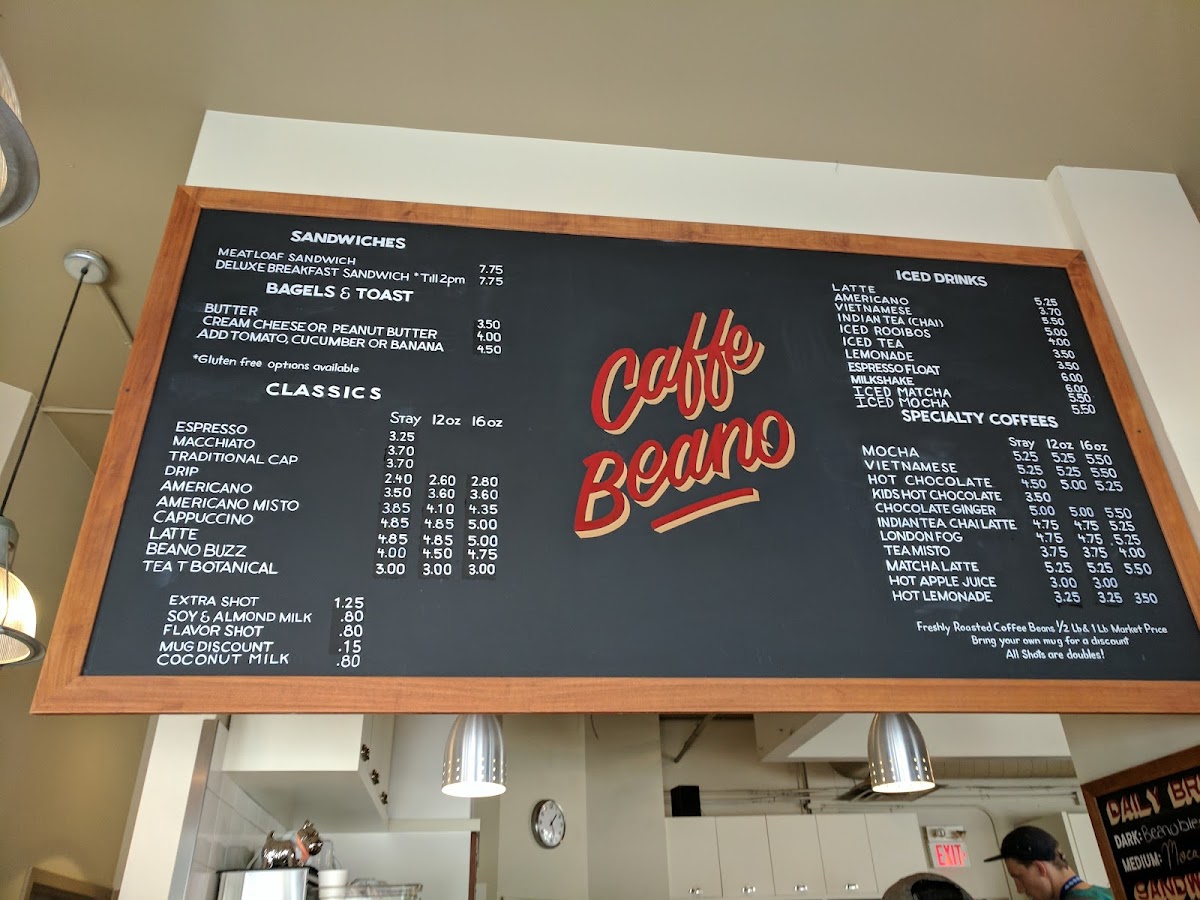 SANDWICHES
MEATLOAF SANDWICH 7.75
DELUXE BREAKFAST SANDWICH *Till 2pm 7.75
BAGELS & TOAST
BUTTER 3.50
CREAM CHEESE OR PEANUT BUTTER 4.00
ADD TOMATO, CUCUMBER OR BANANA 4.50
*Gluten free options available
CLASSICS
Stay 12oz 16oz
ESPRESSO 3.25
MACCHIATO 3.70
TRADITIONAL CAP 3.70
DRIP 2.40 2.60 2.80
AMERICANO 3.50 3.60 3.60
AMERICANO MISTO 3.85 4.10 4.35
CAPPUCCINO 4.85 4.85 5.00
LATTE 4.85 4.85 5.00
BEANO BUZZ 4.00 4.50 4.75
TEA T BOTANICAL 3.00 3.00 3.00
EXTRA SHOT 1.25
SOY & ALMOND MILK .80
FLAVOR SHOT .80
MUG DISCOUNT .15
COCONUT MILK .80
Caffe
Beano
ICED DRINKS
LATTE 5.25
AMERICANO 3.70
VIETNAMESE 5.50
INDIAN TEA (CHAI) 5.00
ICED ROOIBOS 4.00
ICED TEA 3.50
LEMONADE 3.50
ESPRESSO FLOAT 6.00
MILKSHAKE 6.00
ICED MATCHA 5.50
ICED MOCHA 5.50
SPECIALTY COFFEES
Stay 12oz 16oz
MOCHA 5.25 5.25 5.50
VIETNAMESE 5.25 5.25 5.50
HOT CHOCOLATE 4.50 5.00 5.25
KIDS HOT CHOCOLATE 3.50
CHOCOLATE GINGER 5.00 5.00 5.50
INDIAN TEA CHAI LATTE 4.75 4.75 5.25
LONDON FOG 4.75 4.75 5.25
TEA MISTO 3.75 3.75 4.00
MATCHA LATTE 5.25 5.25 5.50
HOT APPLE JUICE 3.00 3.00
HOT LEMONADE 3.25 3.25 350
Freshly Roasted Coffee Beans 1/2 Lb & 1 Lb Market Price
Bring your own mug for a discount
All Shots are doubles!
EXIT
DAILY
DARK:
MEDIUM: